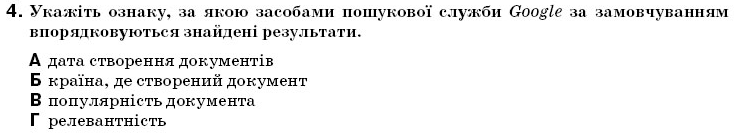 4. Укажіть ознаку, за якою засобами пошукової служби Google за замовчуванням
впорядковуються знайдені результати.
А дата створення документів
Б країна, де створений документ
В популярність документа
Г релевантність